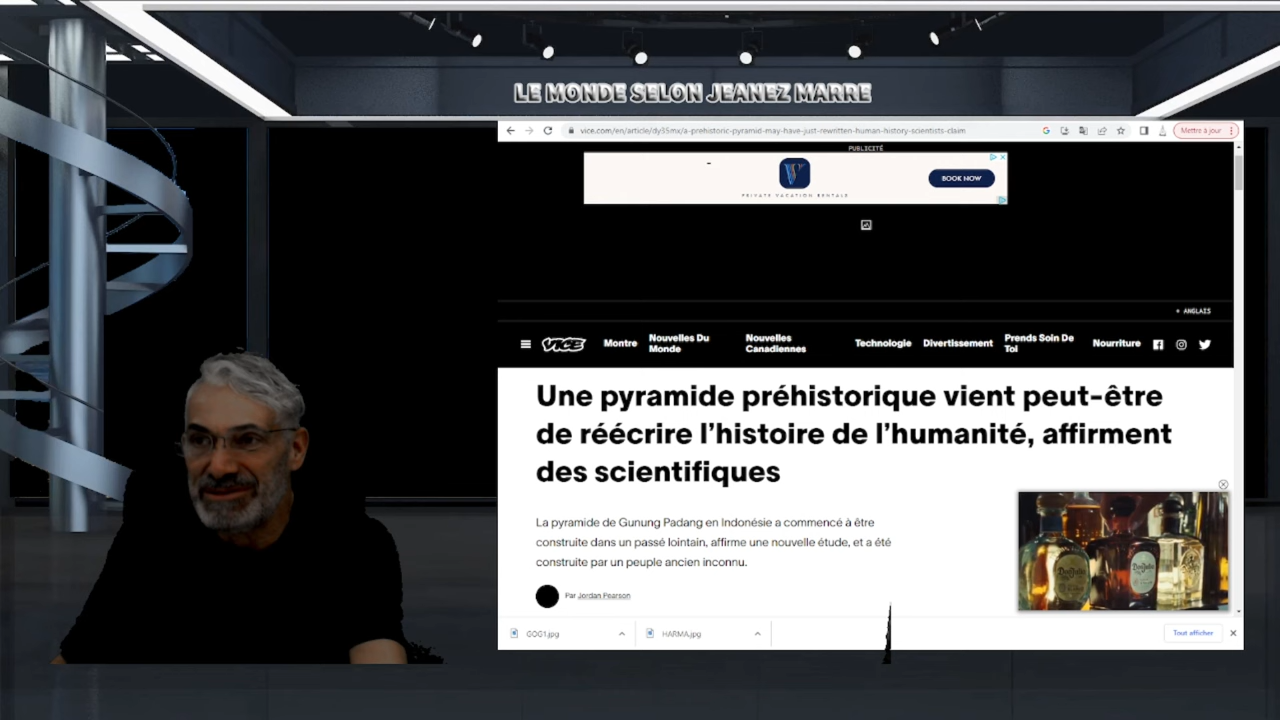 LE MONDE SELON JEANEZ MARRE
vice.com/en/article/dy35mx/a-prehistoric-pyramid-may-have-just-rewritten-human-history-scientists-claim
Mettre à jour
PUBLICITÉ
BOOK NOW
PRIVATE VACATION RENTALS
+ ANGLAIS
VICE
Montre
Nouvelles Du Monde
Nouvelles Canadiennes
Technologie
Divertissement
Prends Soin De Toi
Nourriture
Une pyramide préhistorique vient peut-être
de réécrire l'histoire de l'humanité, affirment
des scientifiques
La pyramide de Gunung Padang en Indonésie a commencé à être
construite dans un passé lointain, affirme une nouvelle étude, et a été
construite par un peuple ancien inconnu.
Par Jordan Pearson
Don Julio
Don Julio
GOG1.jpg
HARMA.jpg
Tout afficher